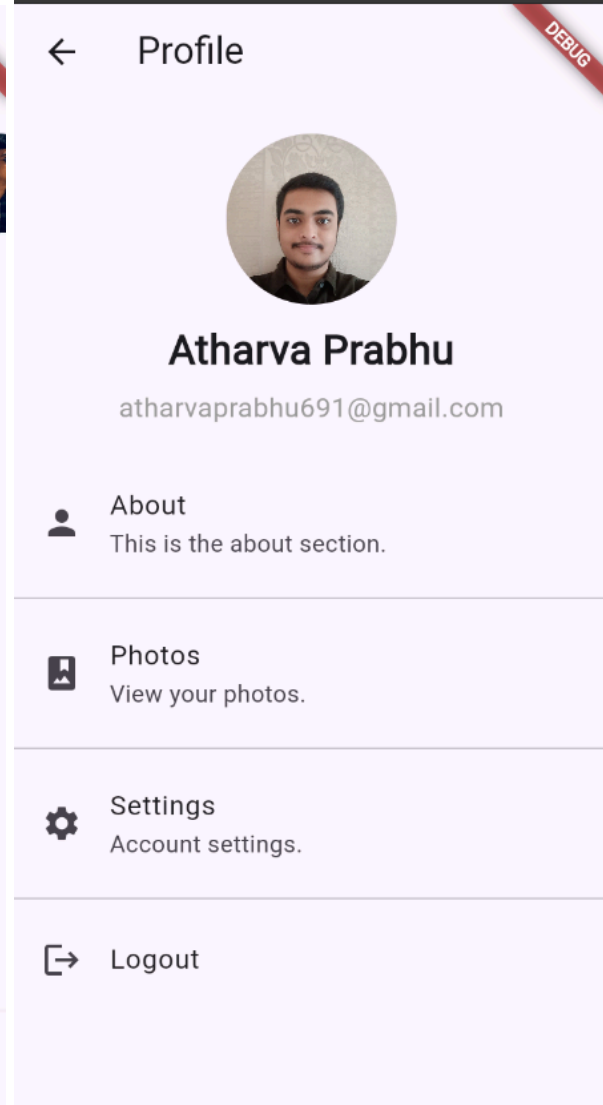 Profile
DEBUG
Atharva Prabhu
atharvaprabhu691@gmail.com
About
This is the about section.
Photos
View your photos.
Settings
Account settings.
Logout